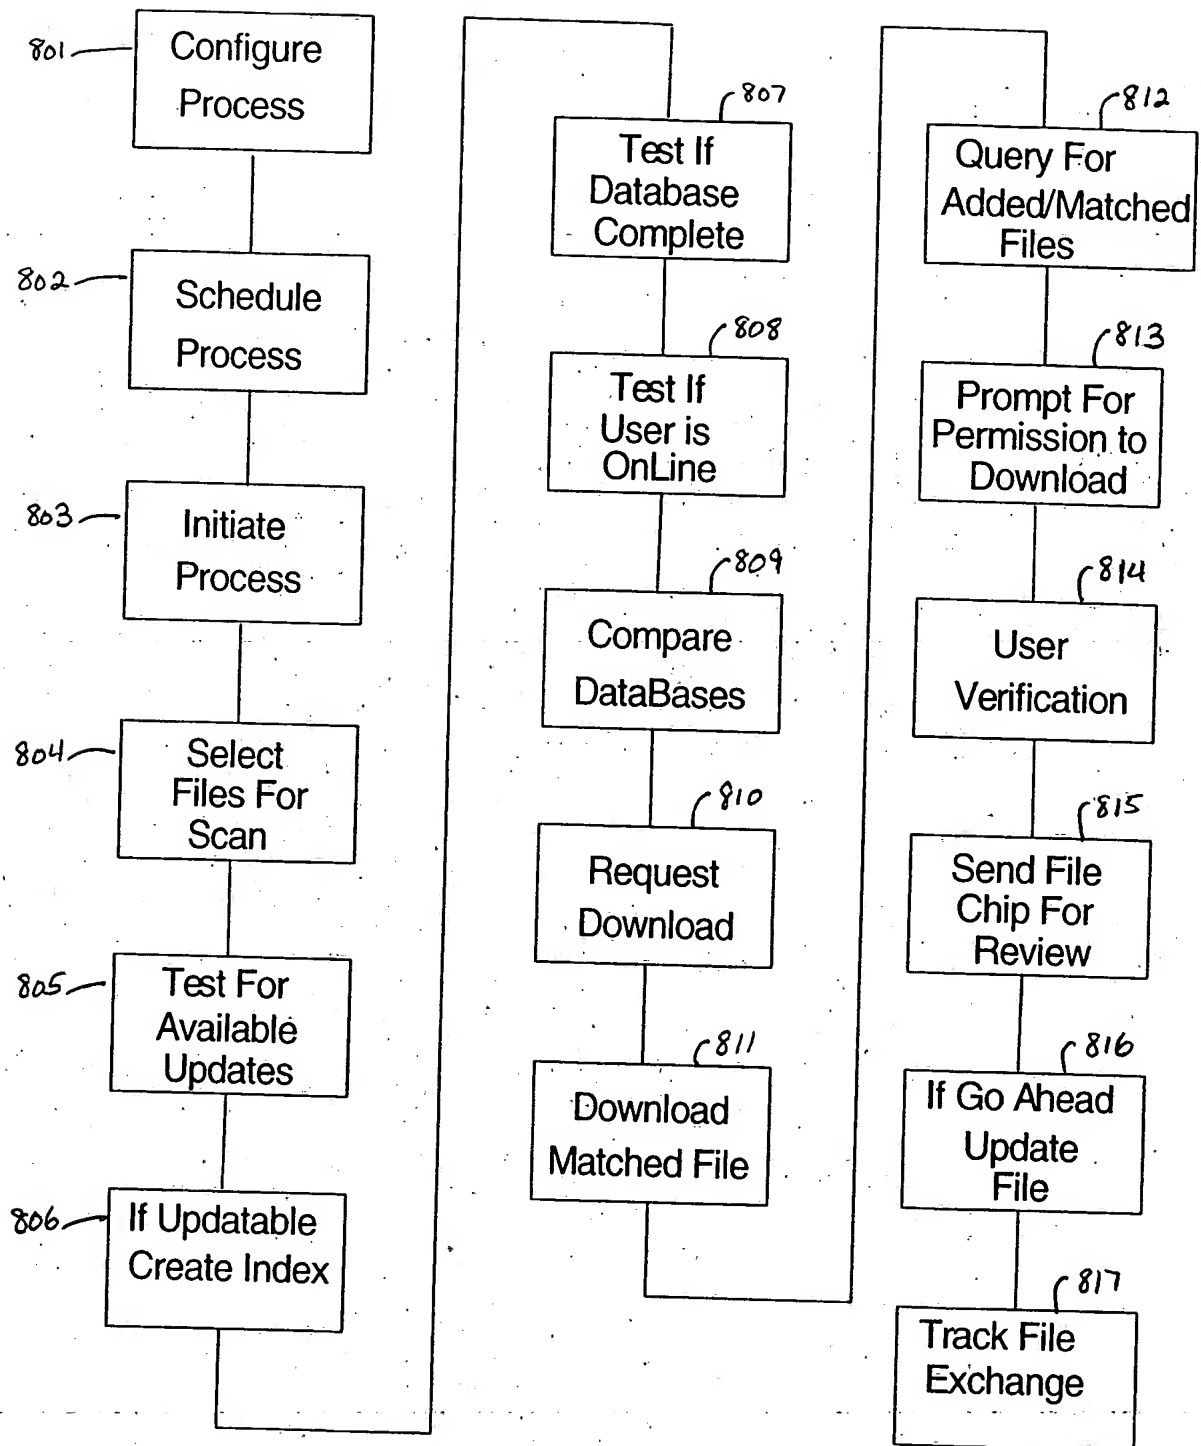 801
Configure
Process
802
Schedule
Process
803
Initiate
Process
804
Select
Files For
Scan
805
Test For
Available
Updates
806
If Updatable
Create Index
807
Test If
Database
Complete
808
Test If
User is
OnLine
809
Compare
DataBases
810
Request
Download
811
Download
Matched File
812
Query For
Added/Matched
Files
813
Prompt For
Permission to
Download
814
User
Verification
815
Send File
Chip For
Review
816
If Go Ahead
Update
File
817
Track File
Exchange